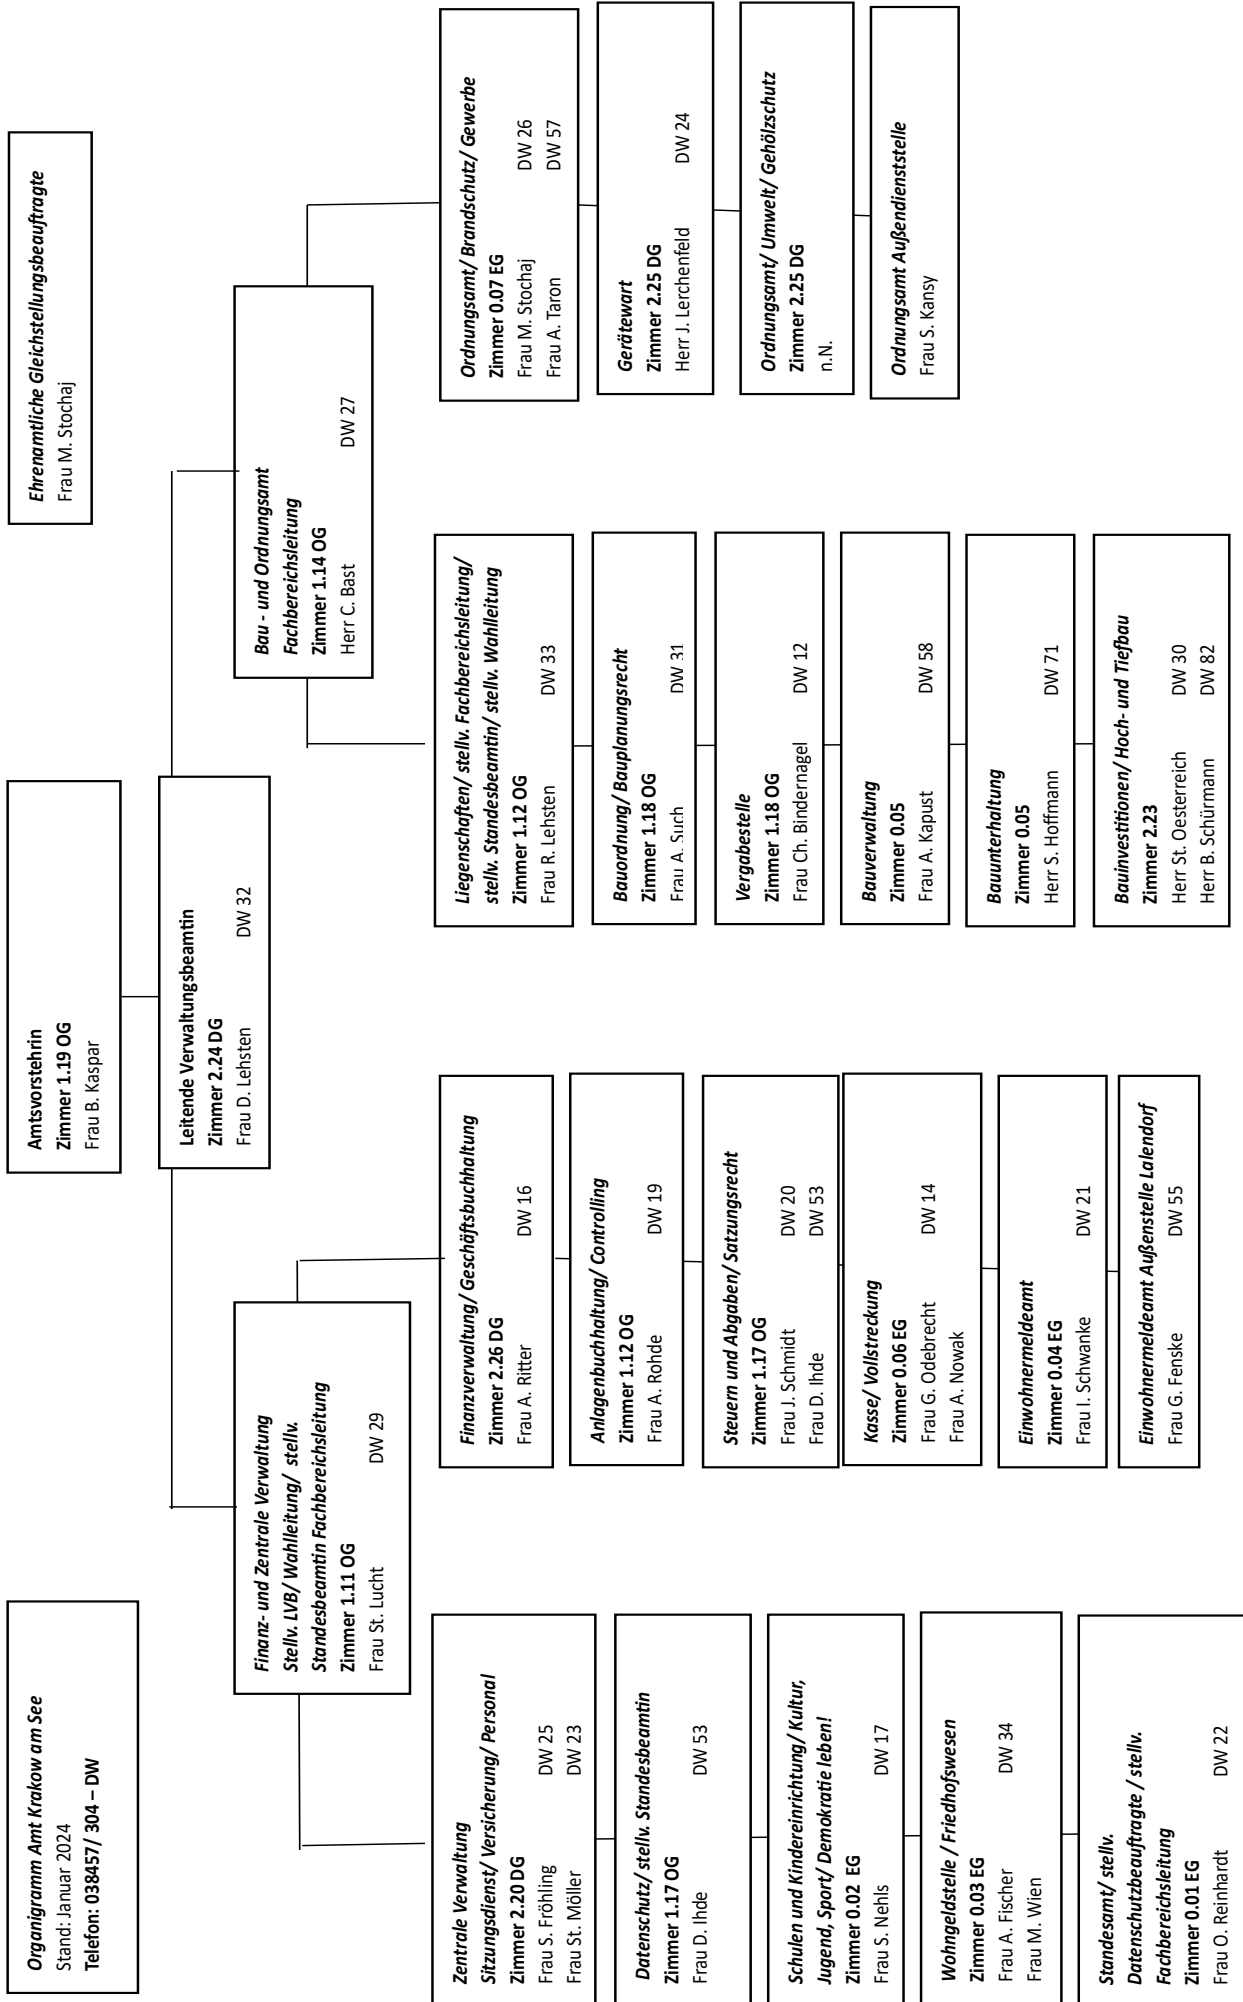 Organigramm Amt Krakow am See
Stand: Januar 2024
Telefon: 038457/ 304 – DW
Amtsvorstehrin
Zimmer 1.19 OG
Frau B. Kaspar
Ehrenamtliche Gleichstellungsbeauftragte
Frau M. Stochaj
Leitende Verwaltungsbeamtin
Zimmer 2.24 DG
Frau D. Lehsten DW 32
Finanz- und Zentrale Verwaltung
Stellv. LVB/ Wahlleitung/ stellv.
Standesbeamtin Fachbereichsleitung
Zimmer 1.11 OG
Frau St. Lucht DW 29
Bau - und Ordnungsamt
Fachbereichsleitung
Zimmer 1.14 OG
Herr C. Bast DW 27
Zentrale Verwaltung
Sitzungsdienst/ Versicherung/ Personal
Zimmer 2.20 DG
Frau S. Fröhling DW 25
Frau St. Möller DW 23
Datenschutz/ stellv. Standesbeamtin
Zimmer 1.17 OG
Frau D. Ihde DW 53
Schulen und Kindereinrichtung/ Kultur,
Jugend, Sport/ Demokratie leben!
Zimmer 0.02 EG
Frau S. Nehls DW 17
Wohngeldstelle / Friedhofswesen
Zimmer 0.03 EG
Frau A. Fischer DW 34
Frau M. Wien
Standesamt/ stellv.
Datenschutzbeauftragte / stellv.
Fachbereichsleitung
Zimmer 0.01 EG
Frau O. Reinhardt DW 22
Finanzverwaltung/ Geschäftsbuchhaltung
Zimmer 2.26 DG
Frau A. Ritter DW 16
Anlagenbuchhaltung/ Controlling
Zimmer 1.12 OG
Frau A. Rohde DW 19
Steuern und Abgaben/ Satzungsrecht
Zimmer 1.17 OG
Frau J. Schmidt DW 20
Frau D. Ihde DW 53
Kasse/ Vollstreckung
Zimmer 0.06 EG
Frau G. Odebrecht DW 14
Frau A. Nowak
Einwohnermeldeamt
Zimmer 0.04 EG
Frau I. Schwanke DW 21
Einwohnermeldeamt Außenstelle Lalendorf
Frau G. Fenske DW 55
Liegenschaften/ stellv. Fachbereichsleitung/
stellv. Standesbeamtin/ stellv. Wahlleitung
Zimmer 1.12 OG
Frau R. Lehsten DW 33
Bauordnung/ Bauplanungsrecht
Zimmer 1.18 OG
Frau A. Such DW 31
Vergabestelle
Zimmer 1.18 OG
Frau Ch. Bindernagel DW 12
Bauverwaltung
Zimmer 0.05
Frau A. Kapust DW 58
Bauunterhaltung
Zimmer 0.05
Herr S. Hoffmann DW 71
Bauinvestitionen/ Hoch- und Tiefbau
Zimmer 2.23
Herr St. Oesterreich DW 30
Herr B. Schürmann DW 82
Ordnungsamt/ Brandschutz/ Gewerbe
Zimmer 0.07 EG
Frau M. Stochaj DW 26
Frau A. Taron DW 57
Gerätewart
Zimmer 2.25 DG
Herr J. Lerchenfeld DW 24
Ordnungsamt/ Umwelt/ Gehölzschutz
Zimmer 2.25 DG
n.N.
Ordnungsamt Außendienststelle
Frau S. Kansy